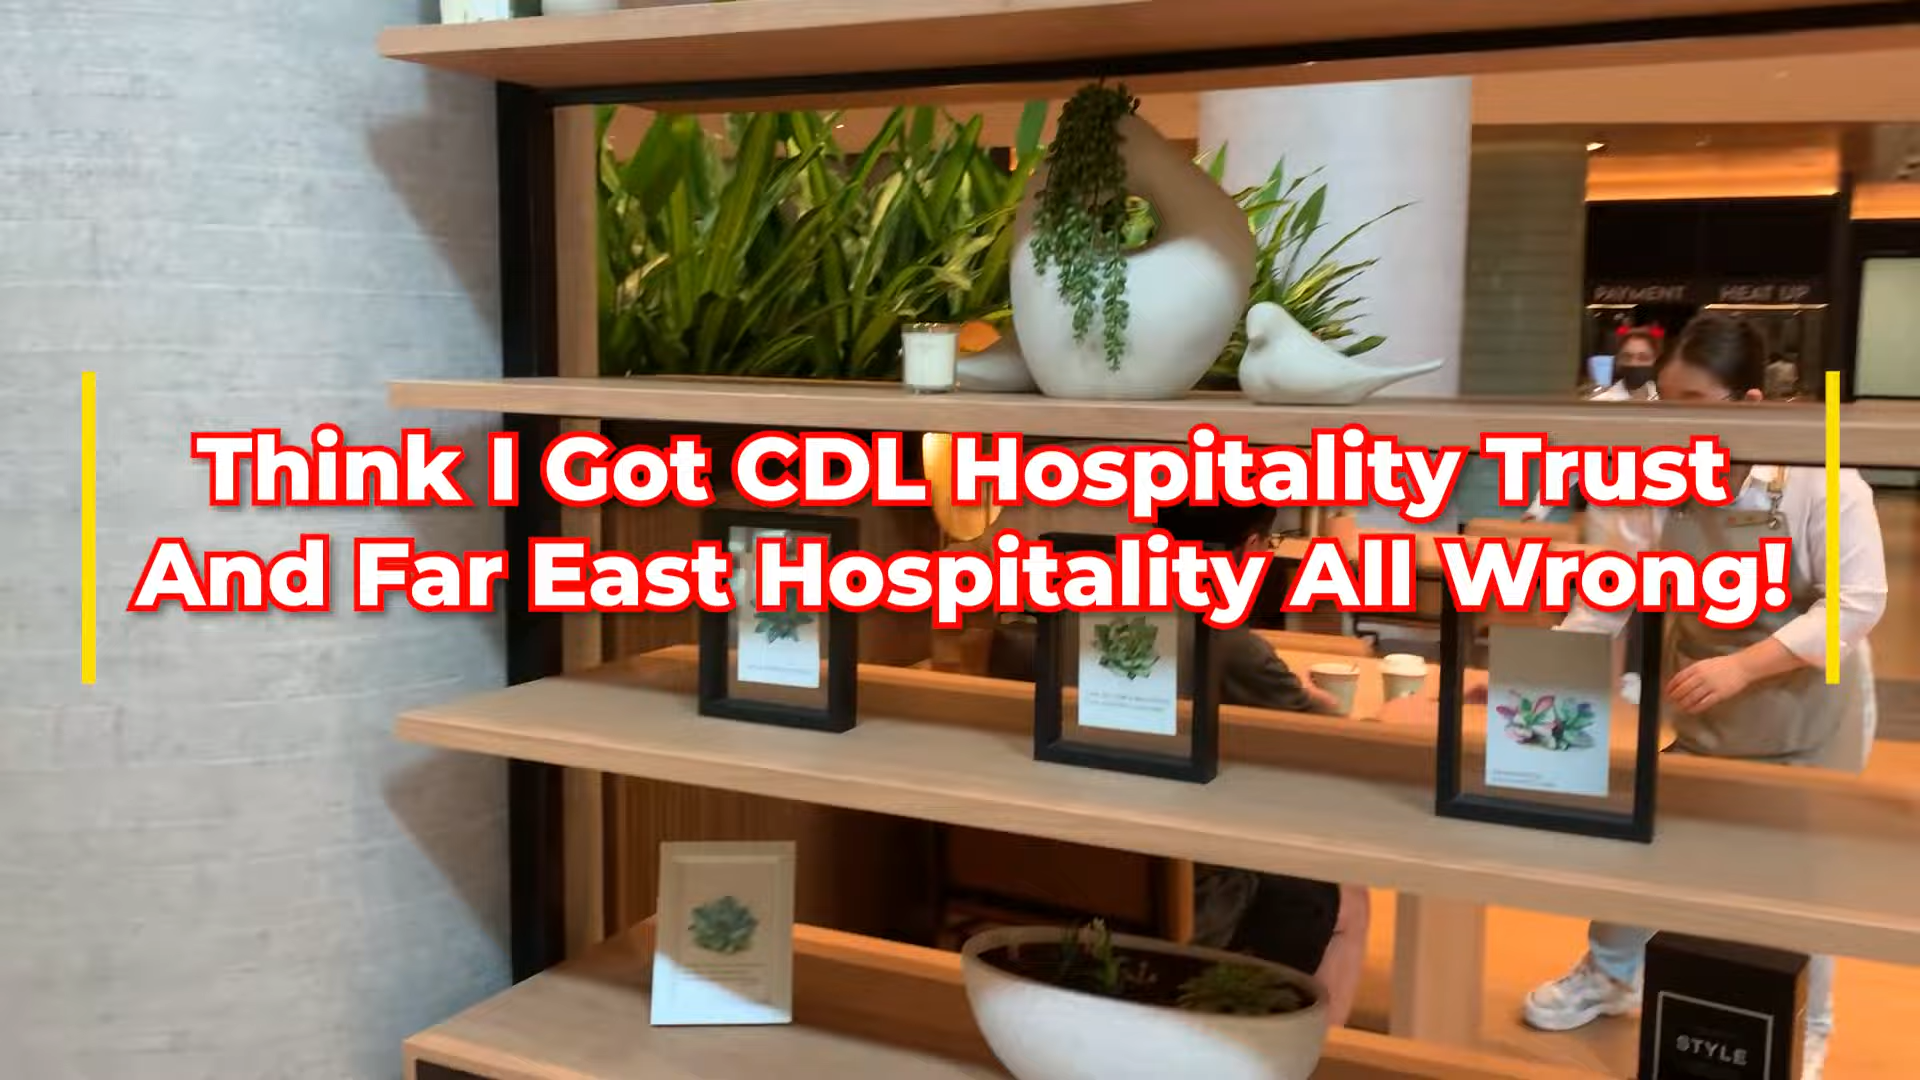 PAYMENT HEAT UP
Think I Got CDL Hospitality Trust
And Far East Hospitality All Wrong!
STYLE